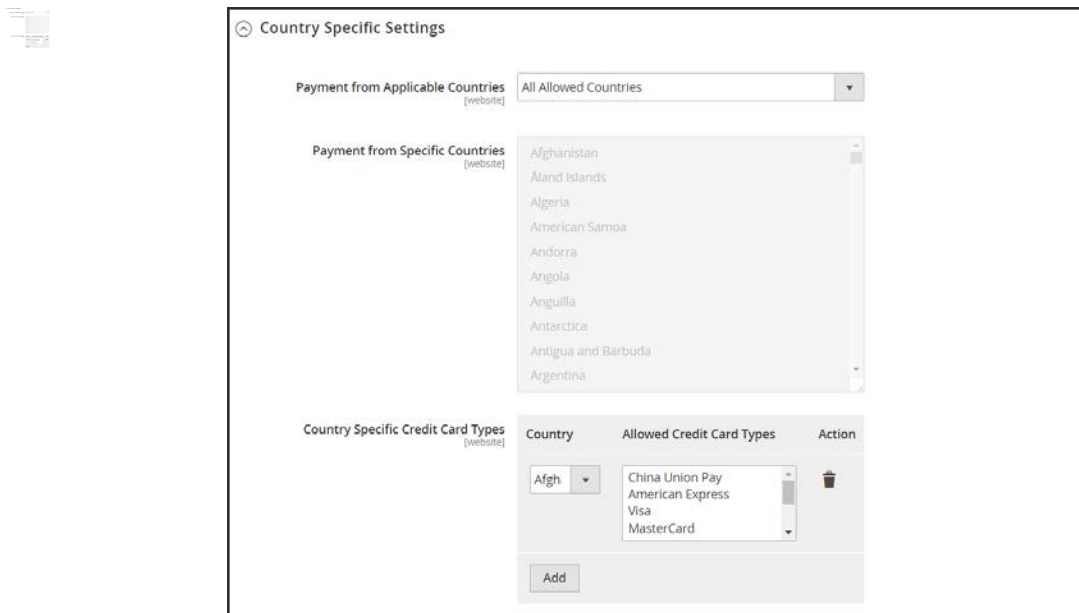 Country Specific Settings
Payment from Applicable Countries
[website]
All Allowed Countries
Payment from Specific Countries
[website]
Afghanistan
Åland Islands
Algeria
American Samoa
Andorra
Angola
Anguilla
Antarctica
Antigua and Barbuda
Argentina
Country Specific Credit Card Types
[website]
Country Allowed Credit Card Types Action
Afgh
China Union Pay
American Express
Visa
MasterCard
Add